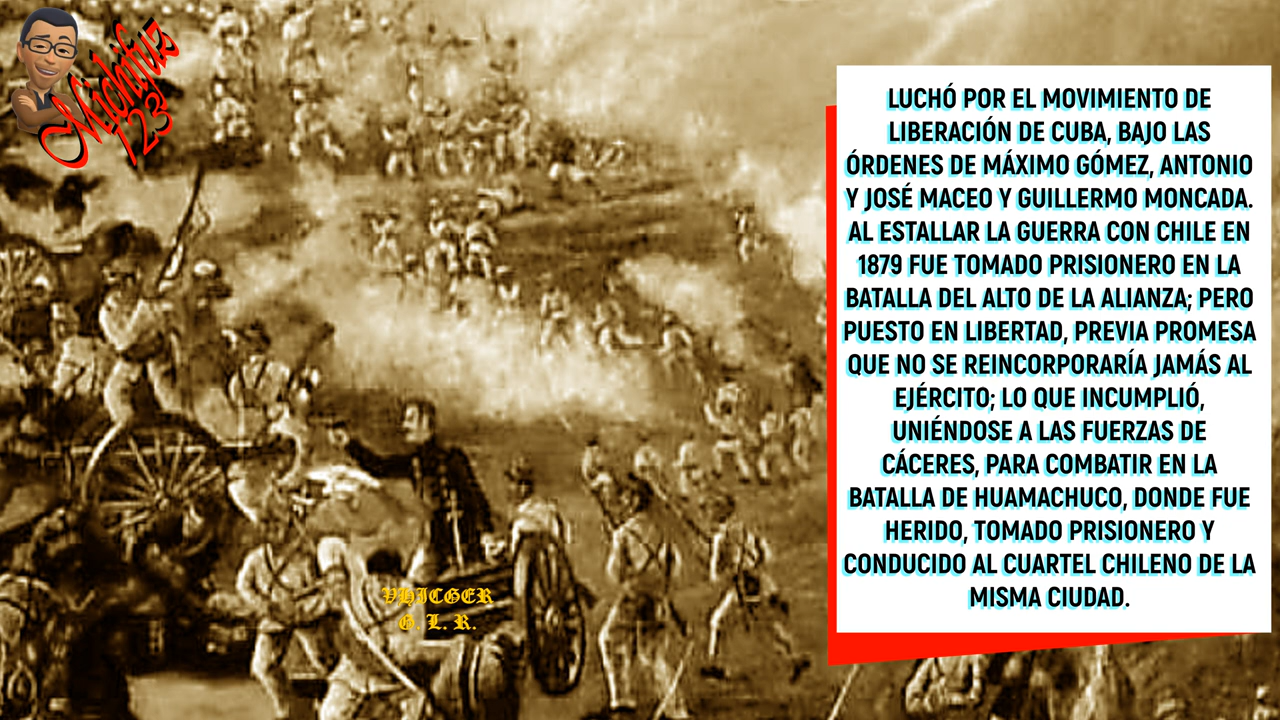 Michifuz
123
LUCHÓ POR EL MOVIMIENTO DE
LIBERACIÓN DE CUBA, BAJO LAS
ÓRDENES DE MÁXIMO GÓMEZ, ANTONIO
Y JOSÉ MACEO Y GUILLERMO MONCADA.
AL ESTALLAR LA GUERRA CON CHILE EN
1879 FUE TOMADO PRISIONERO EN LA
BATALLA DEL ALTO DE LA ALIANZA; PERO
PUESTO EN LIBERTAD, PREVIA PROMESA
QUE NO SE REINCORPORARÍA JAMÁS AL
EJÉRCITO; LO QUE INCUMPLIÓ,
UNIÉNDOSE A LAS FUERZAS DE
CÁCERES, PARA COMBATIR EN LA
BATALLA DE HUAMACHUCO, DONDE FUE
HERIDO, TOMADO PRISIONERO Y
CONDUCIDO AL CUARTEL CHILENO DE LA
MISMA CIUDAD.
VHICGER
O. L. R.